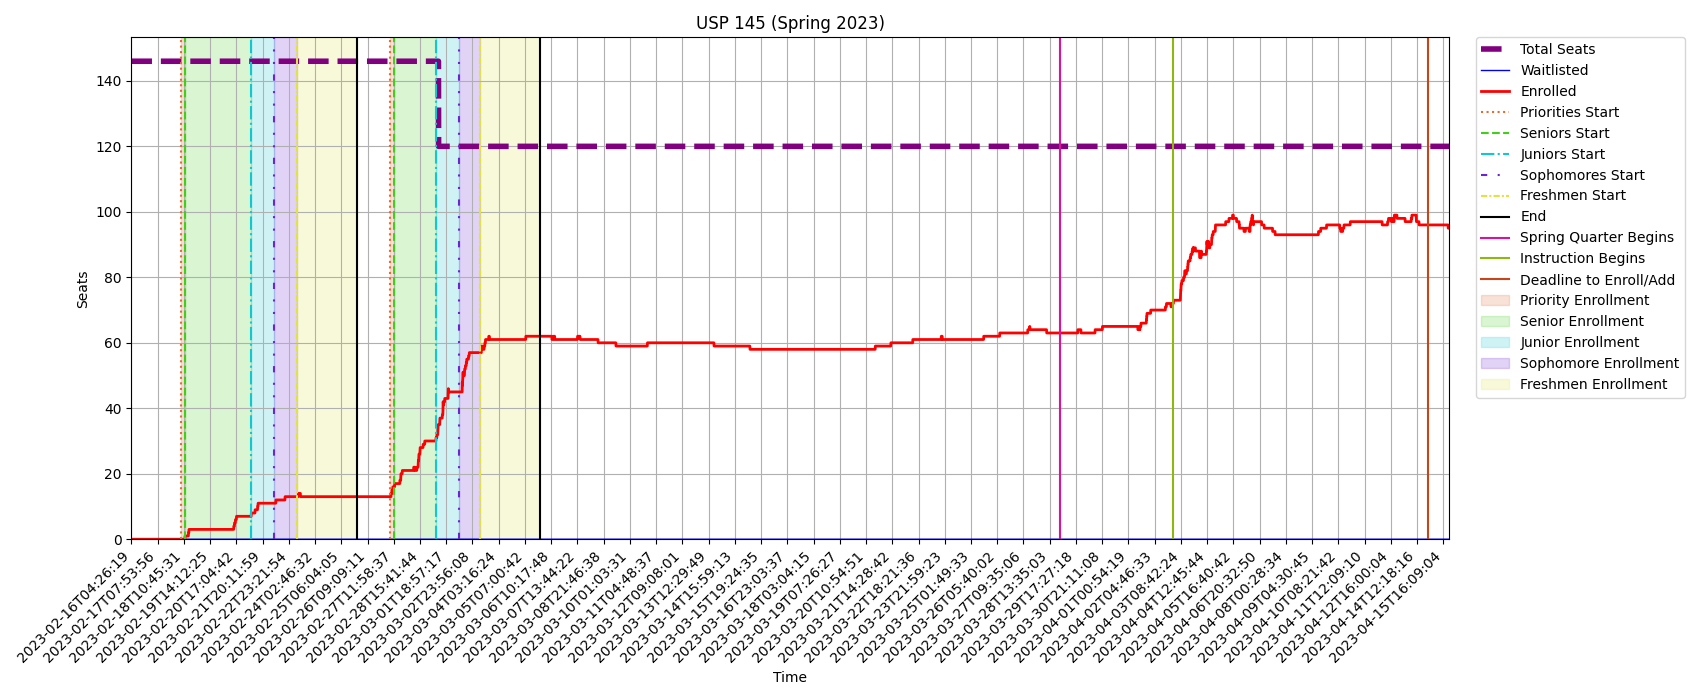 USP 145 (Spring 2023)
Seats
140
120
100
80
60
40
20
0
2023-02-16T04:26:19
2023-02-17T07:53:56
2023-02-18T10:45:31
2023-02-19T14:12:25
2023-02-20T17:04:42
2023-02-21T20:11:59
2023-02-22T23:21:54
2023-02-24T02:46:32
2023-02-25T06:04:05
2023-02-26T09:09:11
2023-02-27T11:58:37
2023-02-28T15:41:44
2023-03-01T18:57:17
2023-03-02T23:56:08
2023-03-04T03:16:24
2023-03-05T07:00:42
2023-03-06T10:17:48
2023-03-07T13:44:22
2023-03-08T21:46:38
2023-03-10T01:03:31
2023-03-11T04:48:37
2023-03-12T09:08:01
2023-03-13T12:29:49
2023-03-14T15:59:13
2023-03-15T19:24:35
2023-03-16T23:03:37
2023-03-18T03:04:15
2023-03-19T07:26:27
2023-03-20T10:54:51
2023-03-21T14:28:42
2023-03-22T18:21:36
2023-03-23T21:59:23
2023-03-25T01:49:33
2023-03-26T05:40:02
2023-03-27T09:35:06
2023-03-28T13:35:03
2023-03-29T17:27:18
2023-03-30T21:11:08
2023-04-01T00:54:19
2023-04-02T04:46:33
2023-04-03T08:42:24
2023-04-04T12:45:44
2023-04-05T16:40:42
2023-04-06T20:32:50
2023-04-08T00:28:34
2023-04-09T04:30:45
2023-04-10T08:21:42
2023-04-11T12:09:10
2023-04-12T16:00:04
2023-04-14T12:18:16
2023-04-15T16:09:04
Time
Total Seats
Waitlisted
Enrolled
Priorities Start
Seniors Start
Juniors Start
Sophomores Start
Freshmen Start
End
Spring Quarter Begins
Instruction Begins
Deadline to Enroll/Add
Priority Enrollment
Senior Enrollment
Junior Enrollment
Sophomore Enrollment
Freshmen Enrollment